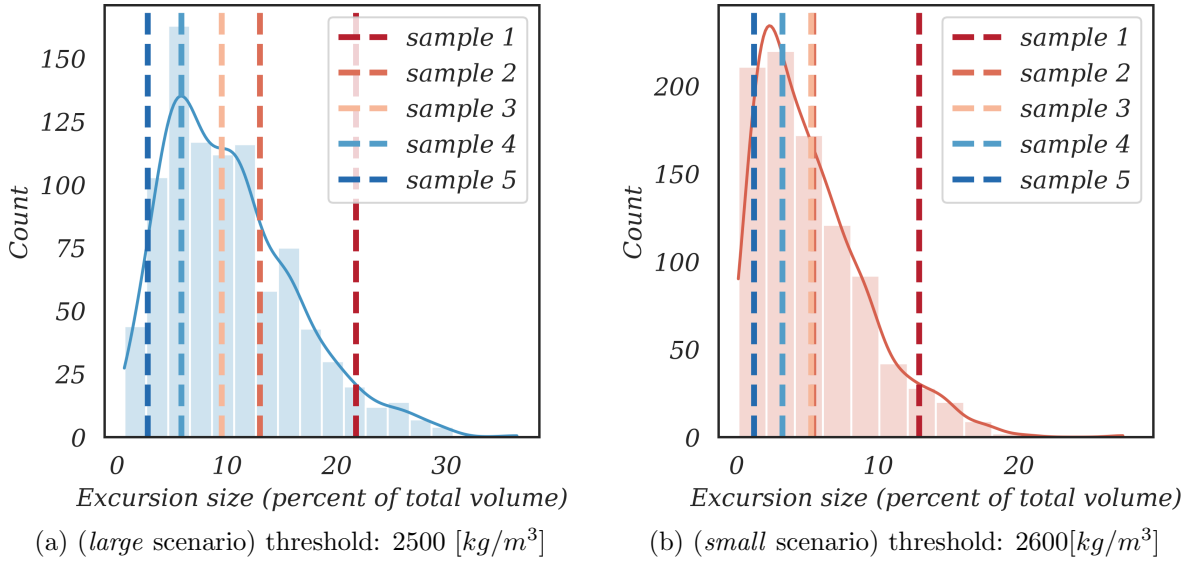 150
125
100
75
50
25
0
Count
0 10 20 30
Excursion size (percent of total volume)
sample 1
sample 2
sample 3
sample 4
sample 5
(a) (large scenario) threshold: 2500 [kg/m³]
200
150
100
50
0
Count
0 10 20
Excursion size (percent of total volume)
sample 1
sample 2
sample 3
sample 4
sample 5
(b) (small scenario) threshold: 2600[kg/m³]